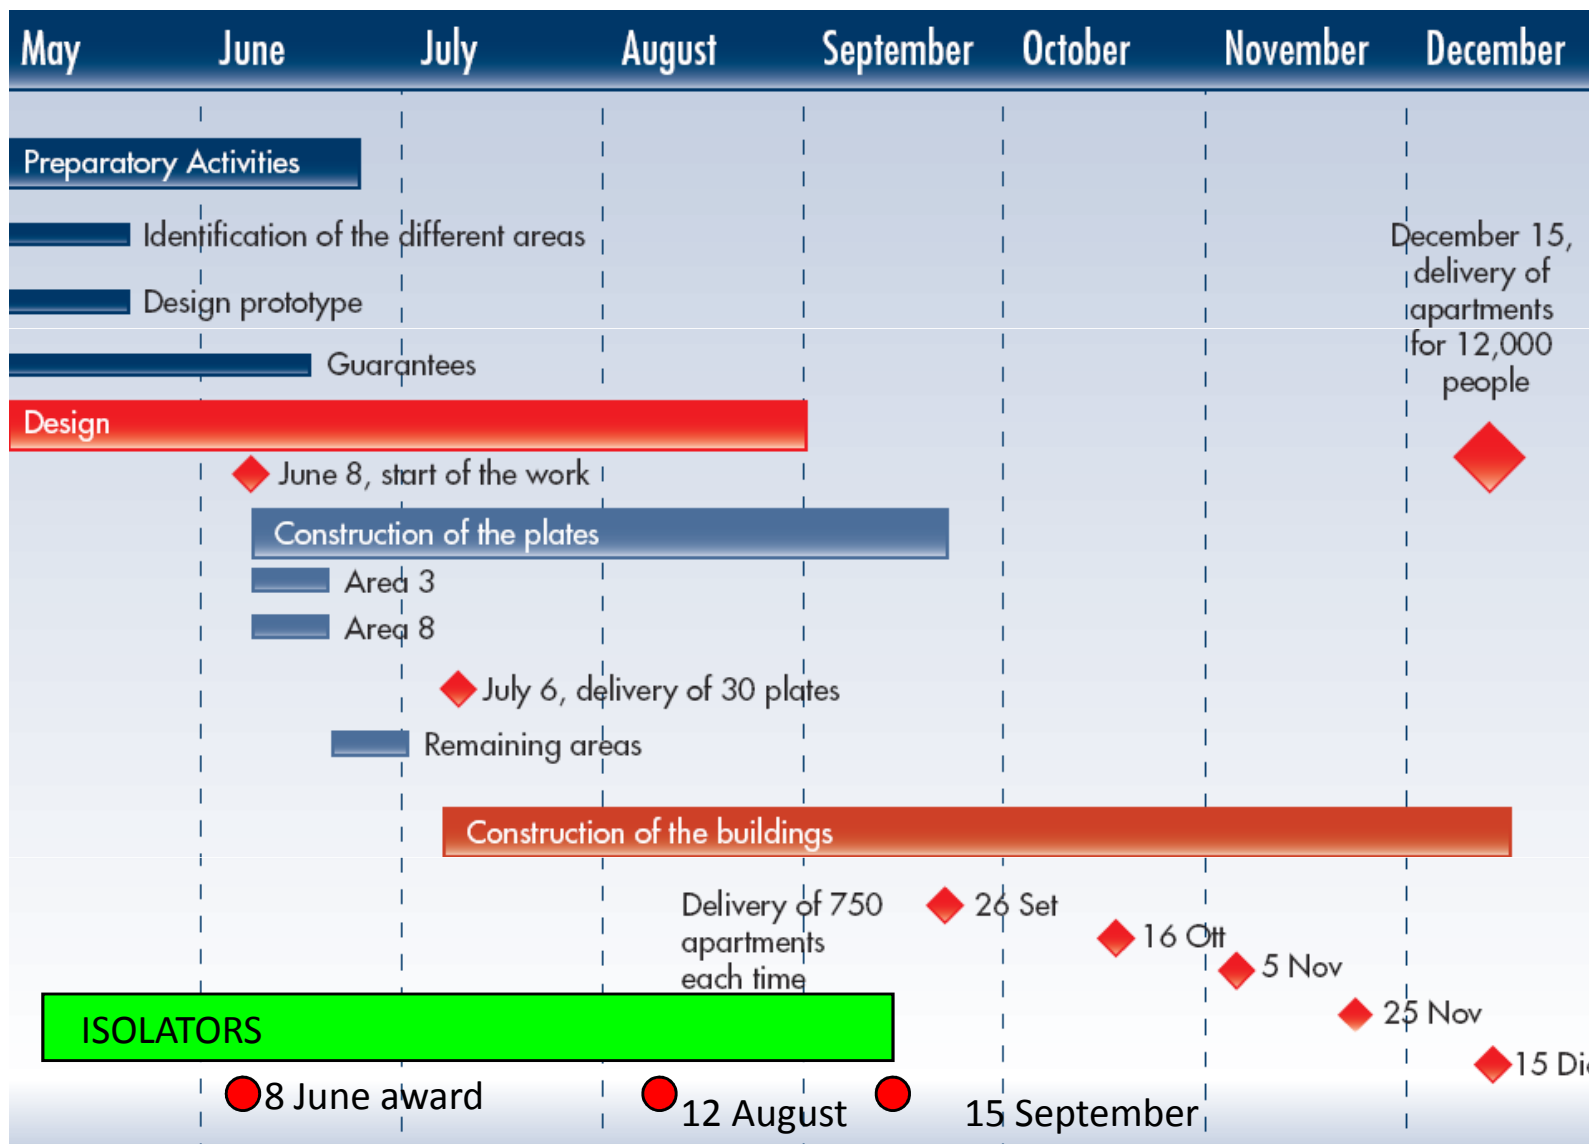 May June July August September October November December
Preparatory Activities
Identification of the different areas
Design prototype
Guarantees
December 15,
delivery of
apartments
for 12,000
people
Design
June 8, start of the work
Construction of the plates
Area 3
Area 8
July 6, delivery of 30 plates
Remaining areas
Construction of the buildings
Delivery of 750
apartments
each time
26 Set
16 Ott
5 Nov
25 Nov
15 Di
ISOLATORS
8 June award
12 August
15 September